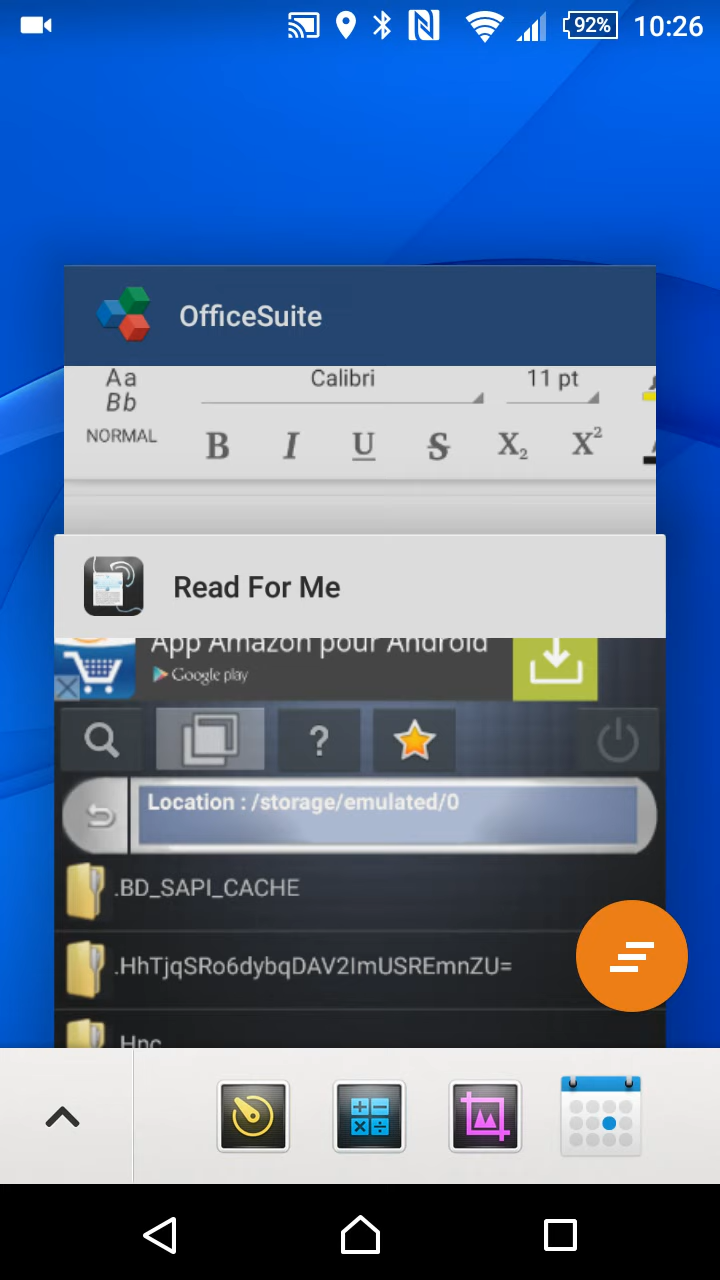 92% 10:26
OfficeSuite
Aa
Bb
NORMAL
Calibri
11 pt
B I U S X2 X2
A
Read For Me
App Amazon pour Android
Google play
?
Location : /storage/emulated/0
.BD_SAPI_CACHE
.HhTjqSRo6dybqDAV2ImUSREmnZU=
Hnc